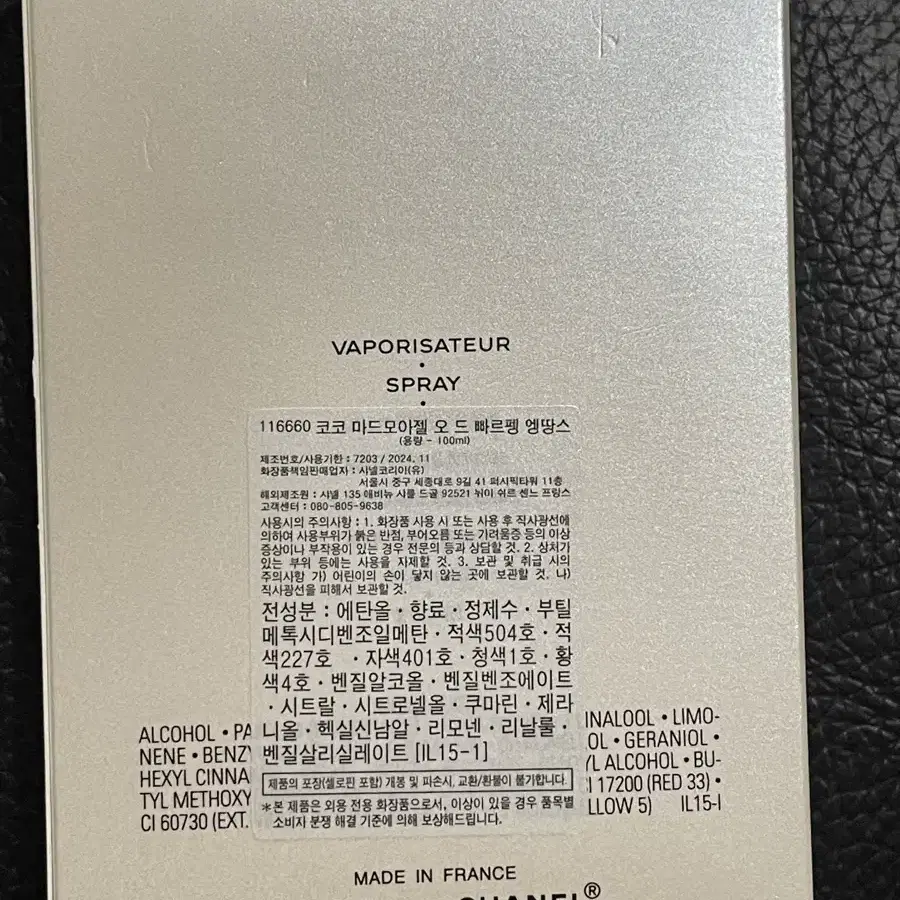 VAPORISATEUR
SPRAY
116660 코코 마드모아젤 오 드 빠르펭 엥땅스
(용량 - 100ml)
제조번호/사용기한 : 7203 / 2024. 11
화장품책임판매업자 : 샤넬코리아(유)
서울시 중구 세종대로 9길 41 퍼시픽타워 11층
해외제조원 : 샤넬 135 애비뉴 샤를 드골 92521 뉘이 쉬르 센느 프랑스
고객센터 : 080-805-9638
사용시의 주의사항 : 1. 화장품 사용 시 또는 사용 후 직사광선에
의하여 사용부위가 붉은 반점, 부어오름 또는 가려움증 등의 이상
증상이나 부작용이 있는 경우 전문의 등과 상담할 것. 2. 상처가
있는 부위 등에는 사용을 자제할 것. 3. 보관 및 취급 시의
주의사항 가) 어린이의 손이 닿지 않는 곳에 보관할 것. 나)
직사광선을 피해서 보관할 것.
전성분 : 에탄올 · 향료 · 정제수 · 부틸
메톡시디벤조일메탄 · 적색504호 · 적
색227호 · 자색401호 · 청색1호 · 황
색4호 · 벤질알코올 · 벤질벤조에이트
· 시트랄 · 시트로넬올 · 쿠마린 · 제라
니올 · 헥실신남알 · 리모넨 · 리날룰 ·
벤질살리실레이트 [IL15-1]
제품의 포장(셀로핀 포함) 개봉 및 파손시, 교환/환불이 불가합니다.
*본 제품은 외용 전용 화장품으로서, 이상이 있을 경우 품목별
소비자 분쟁 해결 기준에 의해 보상해드립니다.
ALCOHOL • PA INALOOL • LIMO-
NENE • BENZY OL • GERANIOL •
HEXYL CINNA YL ALCOHOL • BU-
TYL METHOXY I 17200 (RED 33) •
CI 60730 (EXT. LLOW 5) IL15-I
MADE IN FRANCE
CHANEL®